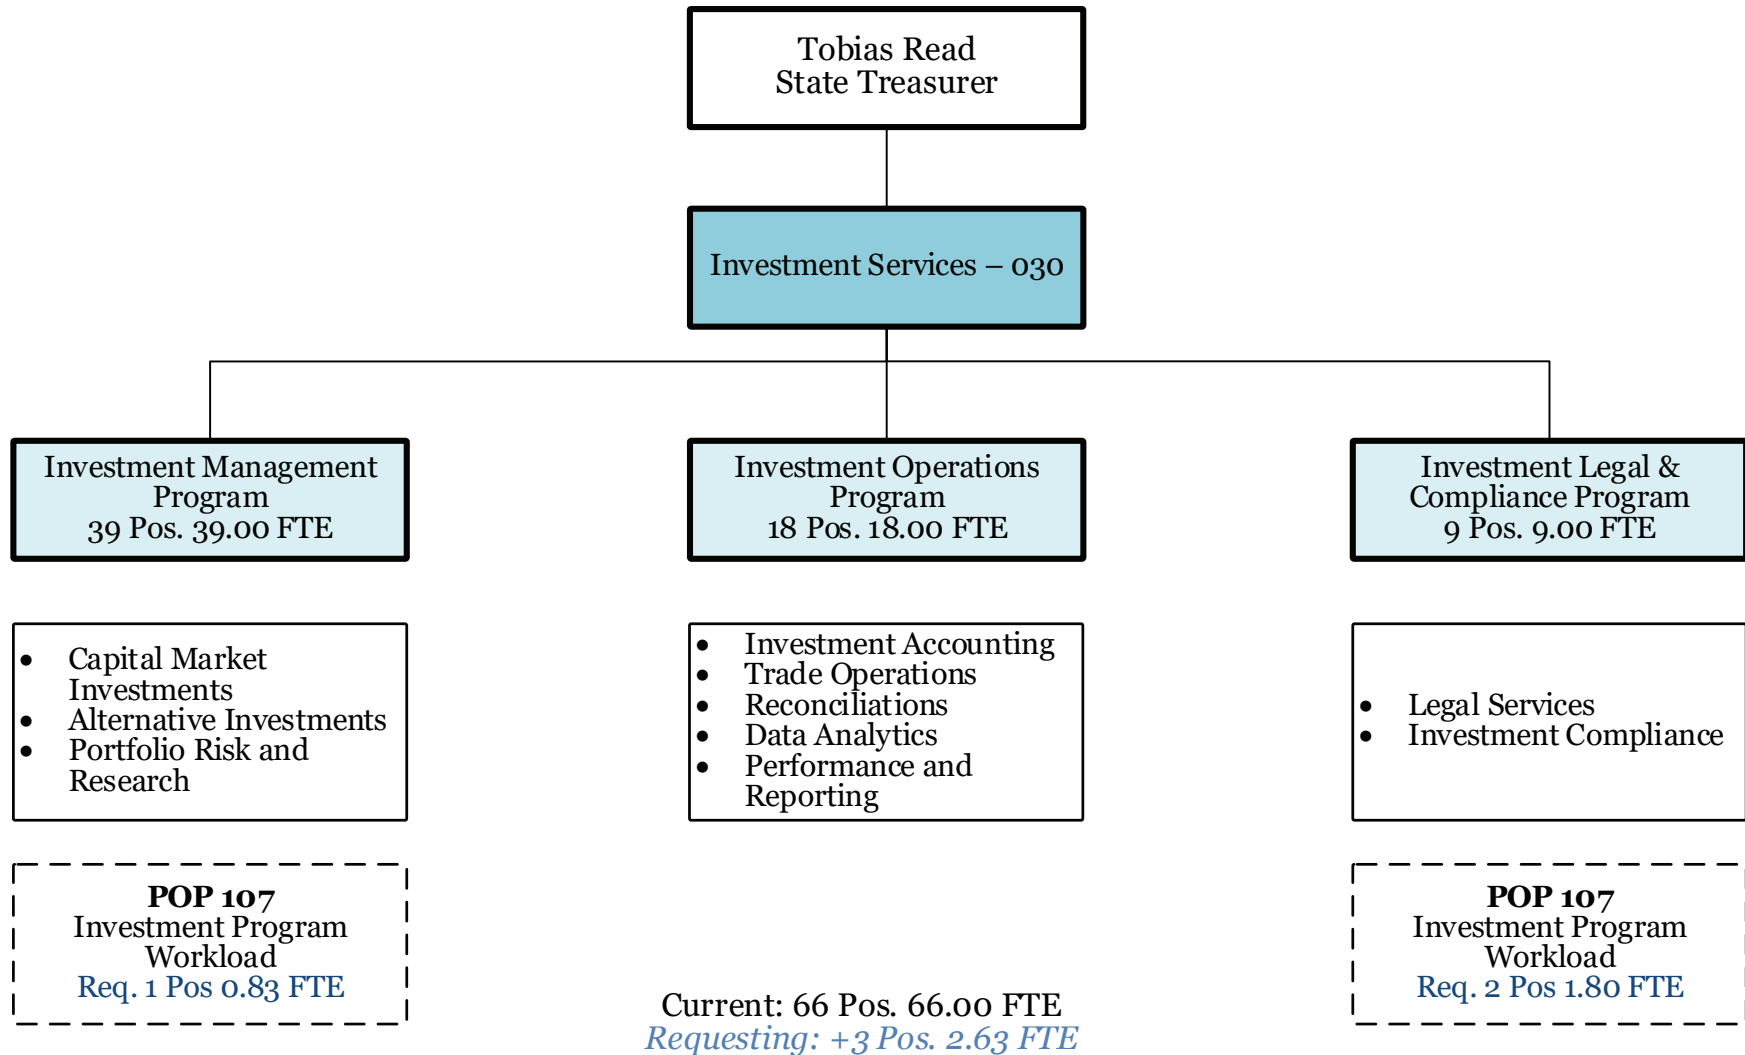 Tobias Read
State Treasurer
Investment Services – 030
Investment Management
Program
39 Pos. 39.00 FTE
Investment Operations
Program
18 Pos. 18.00 FTE
Investment Legal &
Compliance Program
9 Pos. 9.00 FTE
• Capital Market
Investments
• Alternative Investments
• Portfolio Risk and
Research
• Investment Accounting
• Trade Operations
• Reconciliations
• Data Analytics
• Performance and
Reporting
• Legal Services
• Investment Compliance
POP 107
Investment Program
Workload
Req. 1 Pos 0.83 FTE
POP 107
Investment Program
Workload
Req. 2 Pos 1.80 FTE
Current: 66 Pos. 66.00 FTE
Requesting: +3 Pos. 2.63 FTE